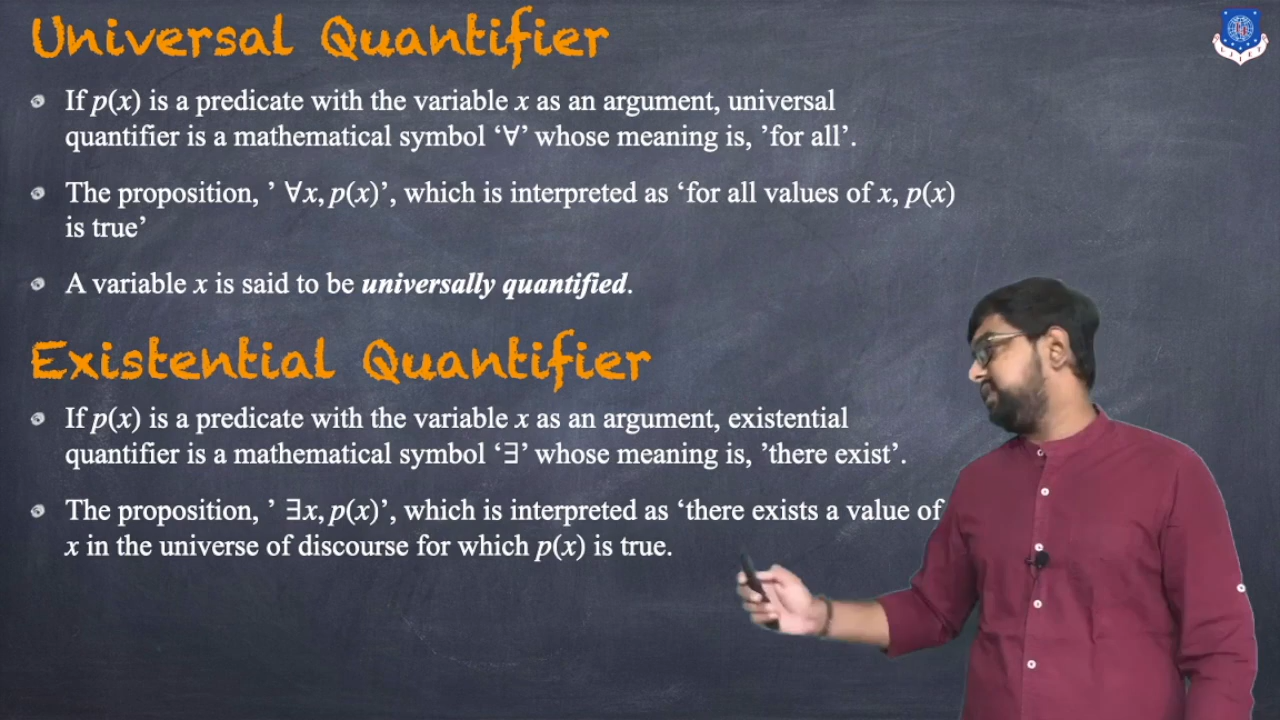 Universal Quantifier
If p(x) is a predicate with the variable x as an argument, universal
quantifier is a mathematical symbol ‘∀’ whose meaning is, ’for all’.
The proposition, ’ ∀x, p(x)’, which is interpreted as ‘for all values of x, p(x)
is true’
A variable x is said to be universally quantified.
Existential Quantifier
If p(x) is a predicate with the variable x as an argument, existential
quantifier is a mathematical symbol ‘∃’ whose meaning is, ’there exist’.
The proposition, ’ ∃x, p(x)’, which is interpreted as ‘there exists a value of
x in the universe of discourse for which p(x) is true.